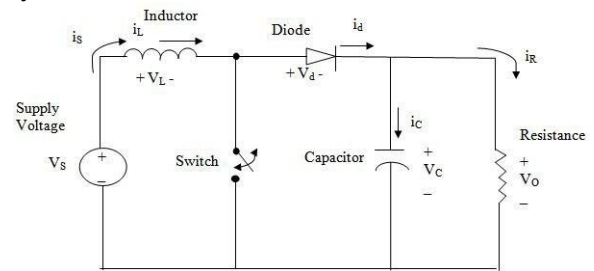 Inductor
iS
iL
Diode
id
iR
+ VL -
+ Vd -
Supply
Voltage
VS
+
–
Switch
Capacitor
iC
+
VC
–
Resistance
+
VO
–